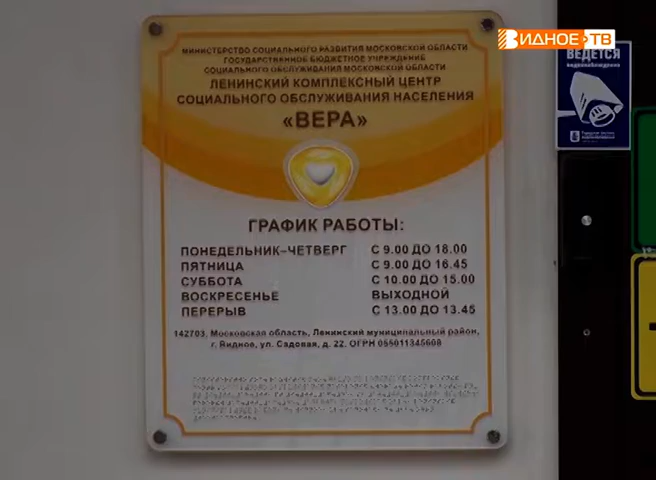 ВИДНОЕ-ТВ
ВЕДЕТСЯ
видеонаблюдение
МИНИСТЕРСТВО СОЦИАЛЬНОГО РАЗВИТИЯ МОСКОВСКОЙ ОБЛАСТИ
ГОСУДАРСТВЕННОЕ БЮДЖЕТНОЕ УЧРЕЖДЕНИЕ
СОЦИАЛЬНОГО ОБСЛУЖИВАНИЯ МОСКОВСКОЙ ОБЛАСТИ
ЛЕНИНСКИЙ КОМПЛЕКСНЫЙ ЦЕНТР
СОЦИАЛЬНОГО ОБСЛУЖИВАНИЯ НАСЕЛЕНИЯ
«ВЕРА»
ГРАФИК РАБОТЫ:
ПОНЕДЕЛЬНИК–ЧЕТВЕРГ С 9.00 ДО 18.00
ПЯТНИЦА С 9.00 ДО 16.45
СУББОТА С 10.00 ДО 15.00
ВОСКРЕСЕНЬЕ ВЫХОДНОЙ
ПЕРЕРЫВ С 13.00 ДО 13.45
142703, Московская область, Ленинский муниципальный район,
г. Видное, ул. Садовая, д. 22. ОГРН 055011345608